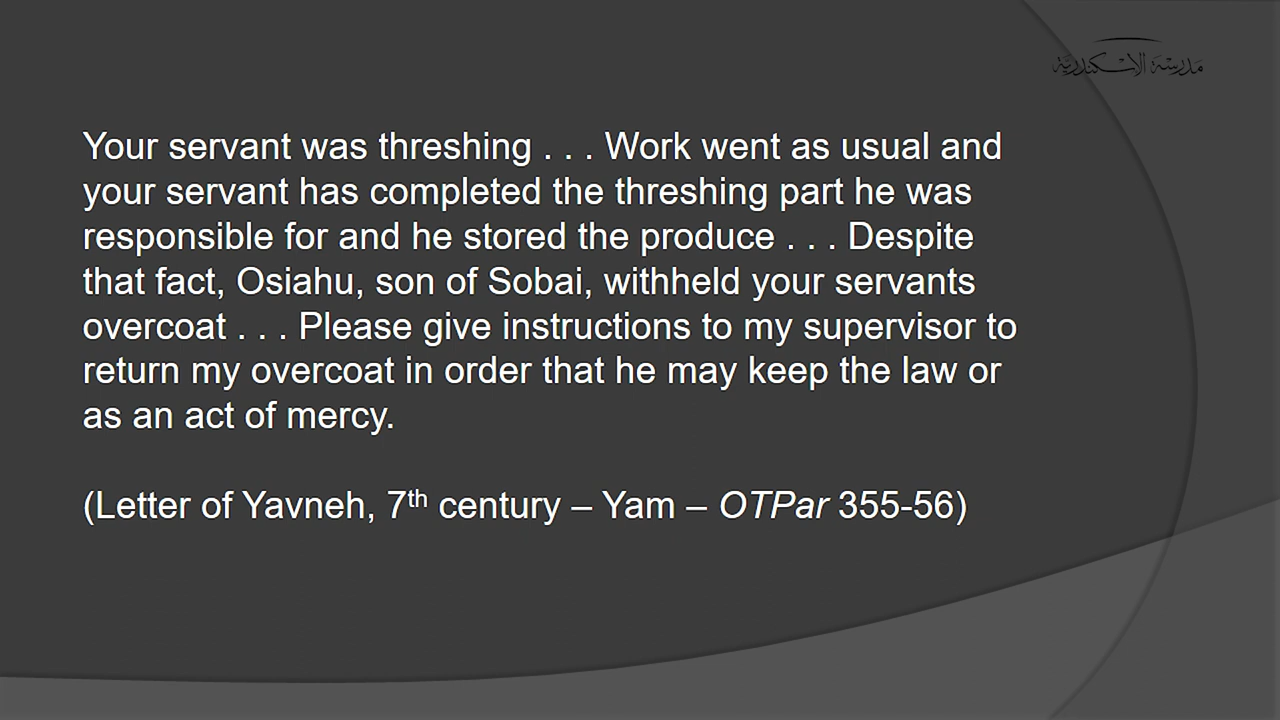 مدرسة الإسكندرية
Your servant was threshing . . . Work went as usual and
your servant has completed the threshing part he was
responsible for and he stored the produce . . . Despite
that fact, Osiahu, son of Sobai, withheld your servants
overcoat . . . Please give instructions to my supervisor to
return my overcoat in order that he may keep the law or
as an act of mercy.
(Letter of Yavneh, 7th century – Yam – OTPar 355-56)